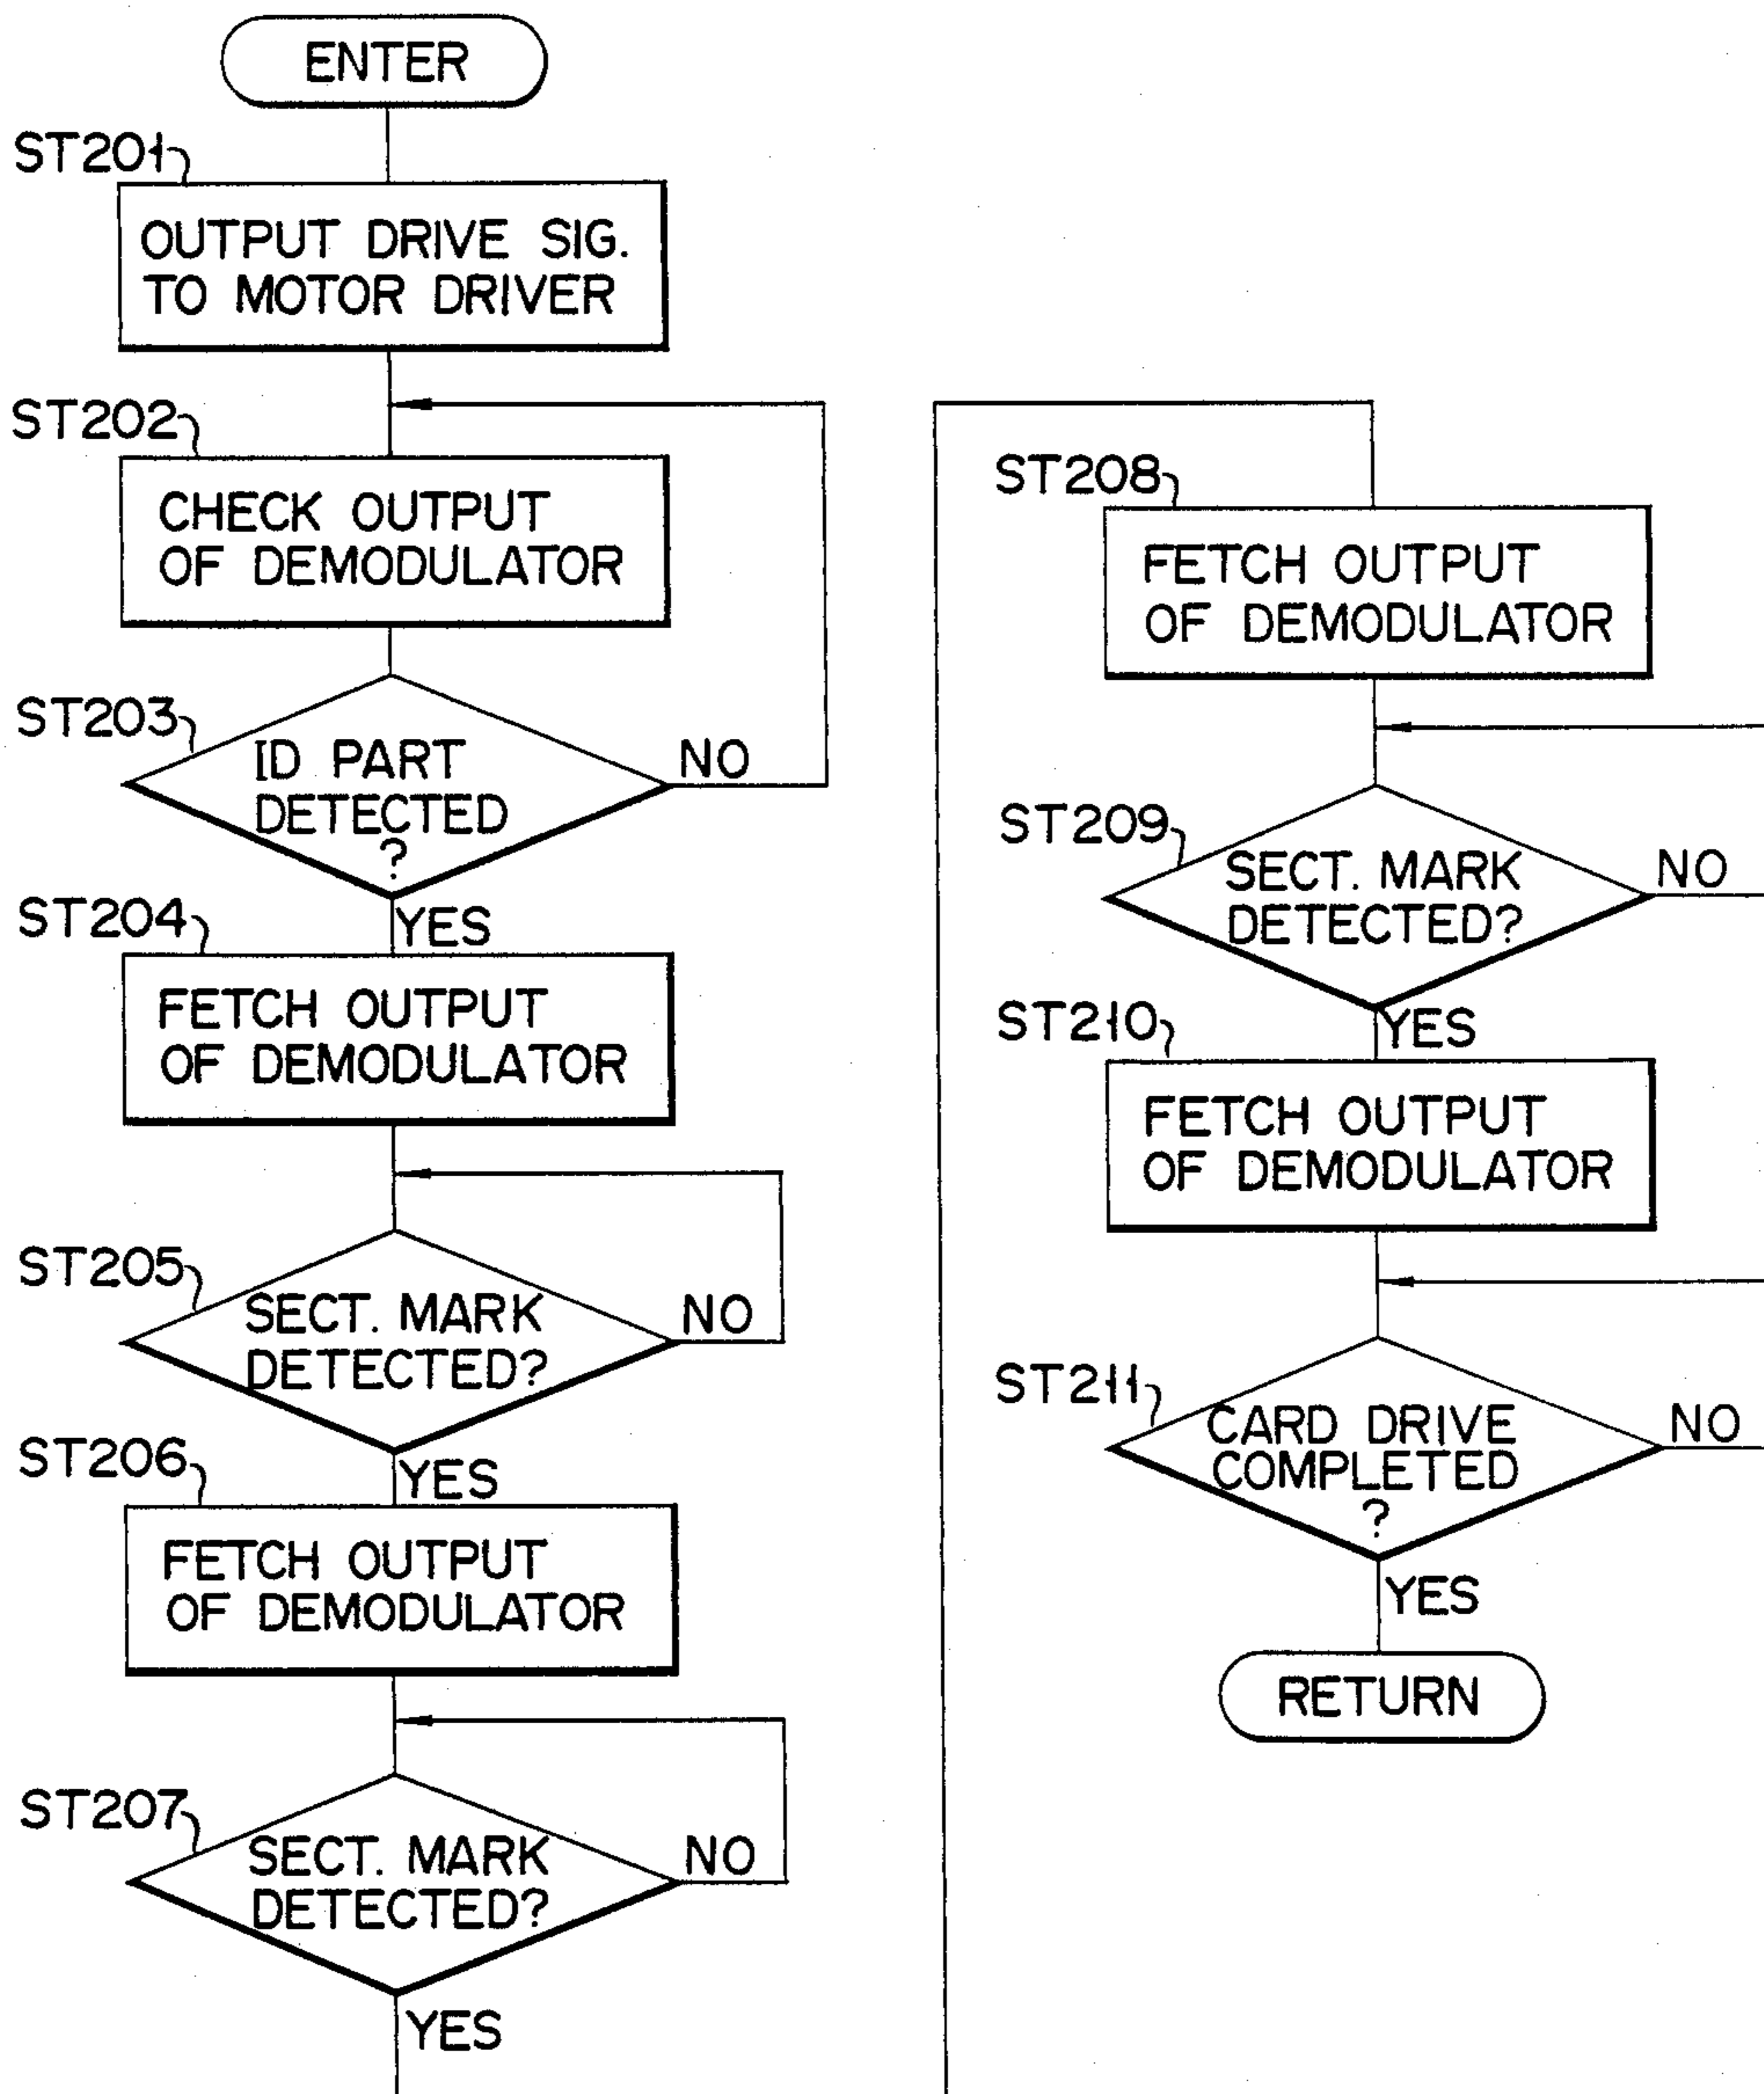 ENTER
ST201
OUTPUT DRIVE SIG.
TO MOTOR DRIVER
ST202
CHECK OUTPUT
OF DEMODULATOR
ST203
ID PART
DETECTED
?
NO
YES
ST204
FETCH OUTPUT
OF DEMODULATOR
ST205
SECT. MARK
DETECTED?
NO
YES
ST206
FETCH OUTPUT
OF DEMODULATOR
ST207
SECT. MARK
DETECTED?
NO
YES
ST208
FETCH OUTPUT
OF DEMODULATOR
ST209
SECT. MARK
DETECTED?
NO
YES
ST210
FETCH OUTPUT
OF DEMODULATOR
ST211
CARD DRIVE
COMPLETED
?
NO
YES
RETURN